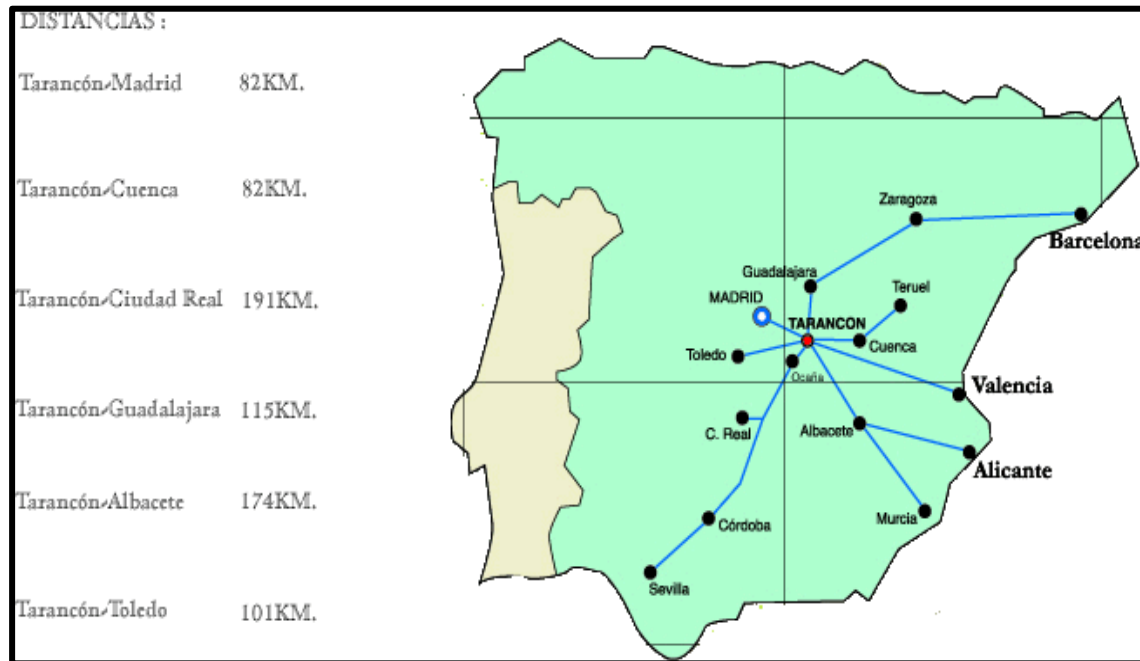 DISTANCIAS :
Tarancón-Madrid 82KM.
Tarancón-Cuenca 82KM.
Tarancón-Ciudad Real 191KM.
Tarancón-Guadalajara 115KM.
Tarancón-Albacete 174KM.
Tarancón-Toledo 101KM.
Zaragoza
Barcelona
Guadalajara
Teruel
MADRID
TARANCON
Toledo
Cuenca
Ocaña
Valencia
C. Real
Albacete
Alicante
Murcia
Córdoba
Sevilla